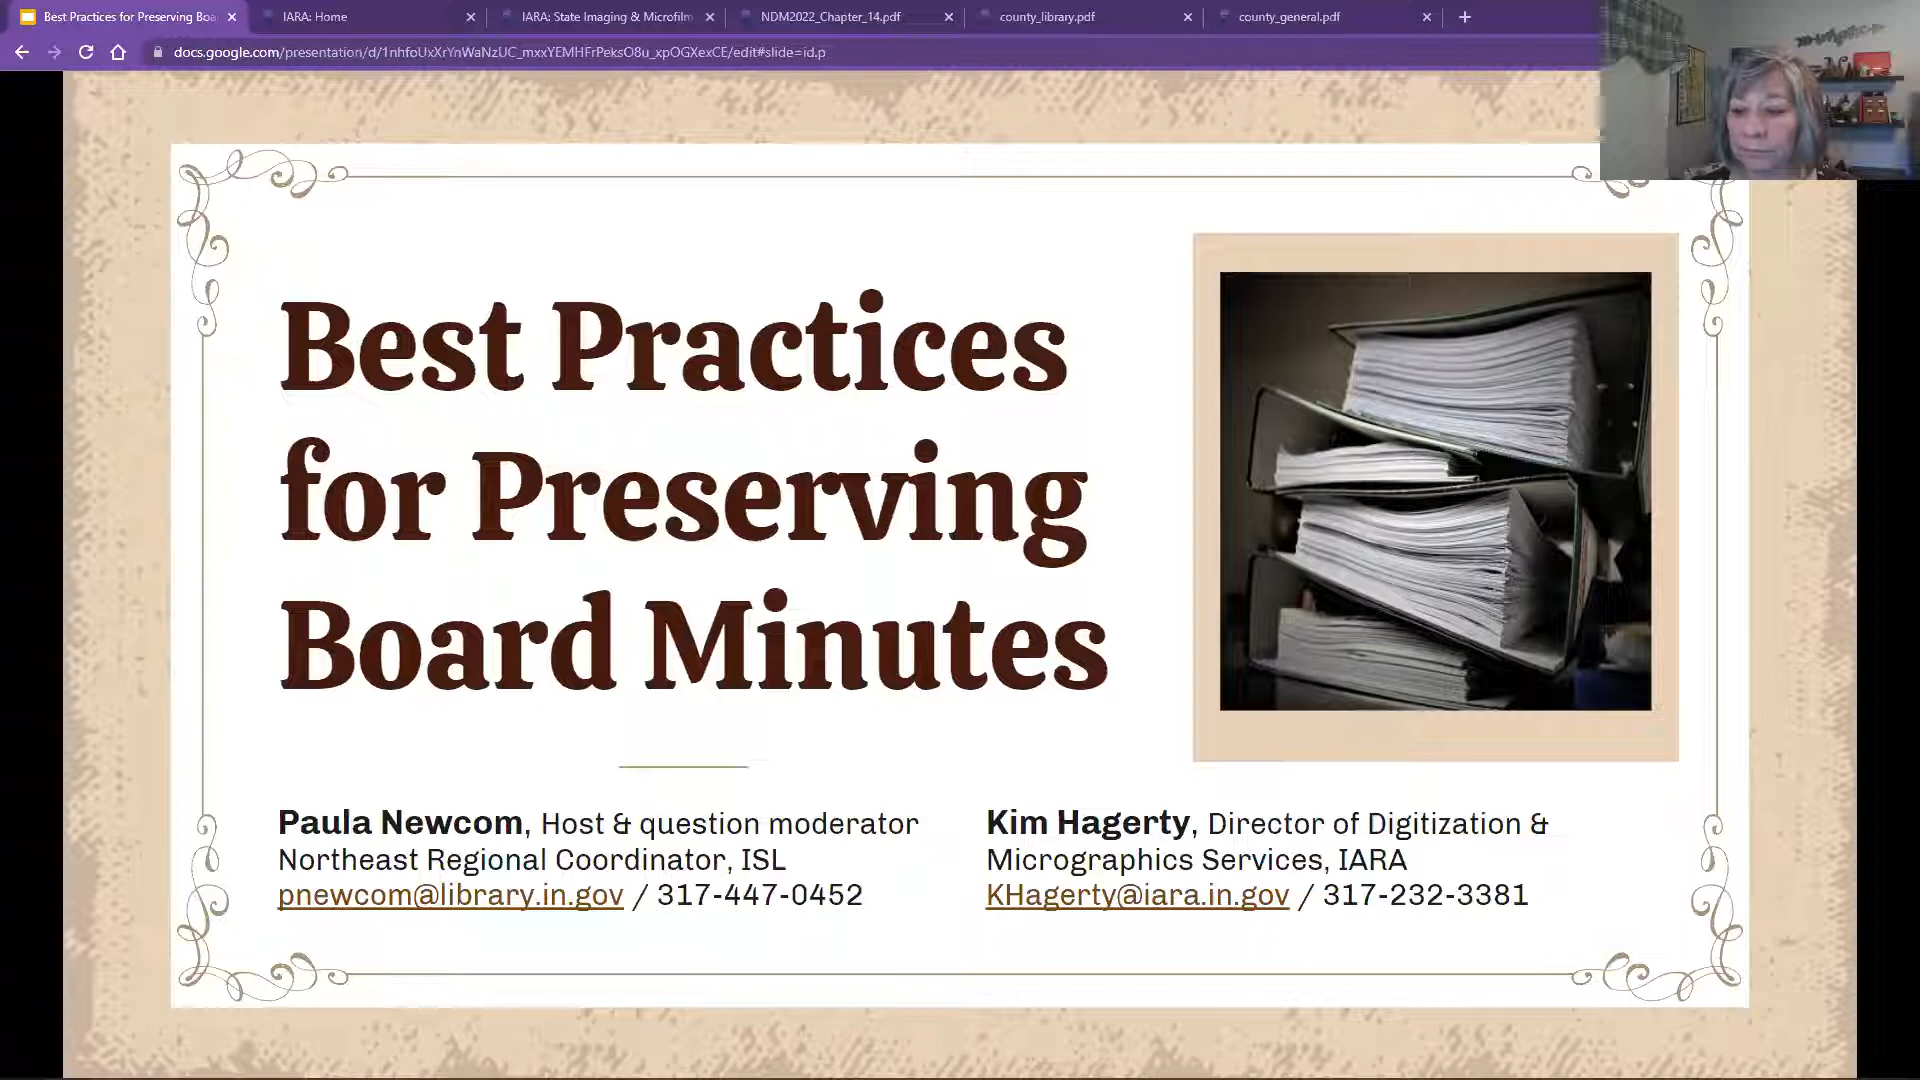 Best Practices for Preserving Boa
IARA: Home
IARA: State Imaging & Microfilm
NDM2022_Chapter_14.pdf
county_library.pdf
county_general.pdf
docs.google.com/presentation/d/1nhfoUxXrYnWaNzUC_mxxYEMHFrPeksO8u_xpOGXexCE/edit#slide=id.p
Best Practices
for Preserving
Board Minutes
Paula Newcom, Host & question moderator
Northeast Regional Coordinator, ISL
pnewcom@library.in.gov / 317-447-0452
Kim Hagerty, Director of Digitization &
Micrographics Services, IARA
KHagerty@iara.in.gov / 317-232-3381